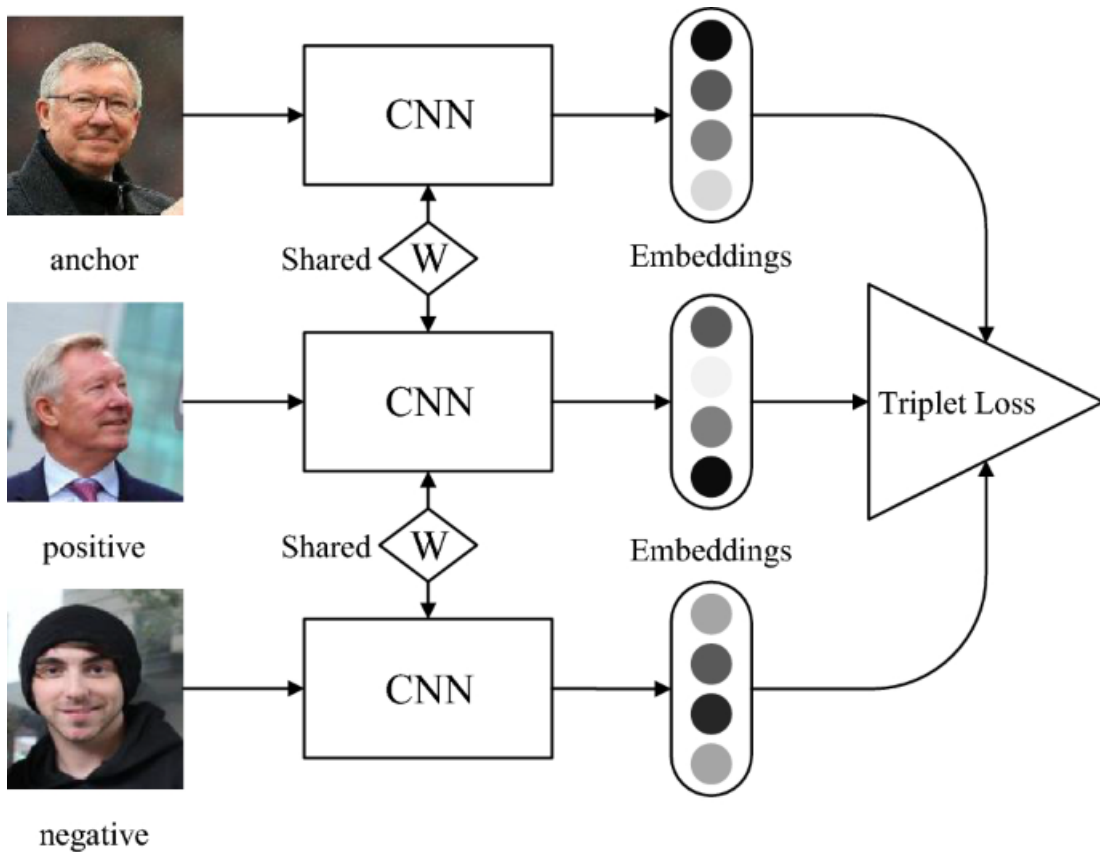 CNN
anchor
Shared
W
Embeddings
CNN
Triplet Loss
positive
Shared
W
Embeddings
CNN
negative